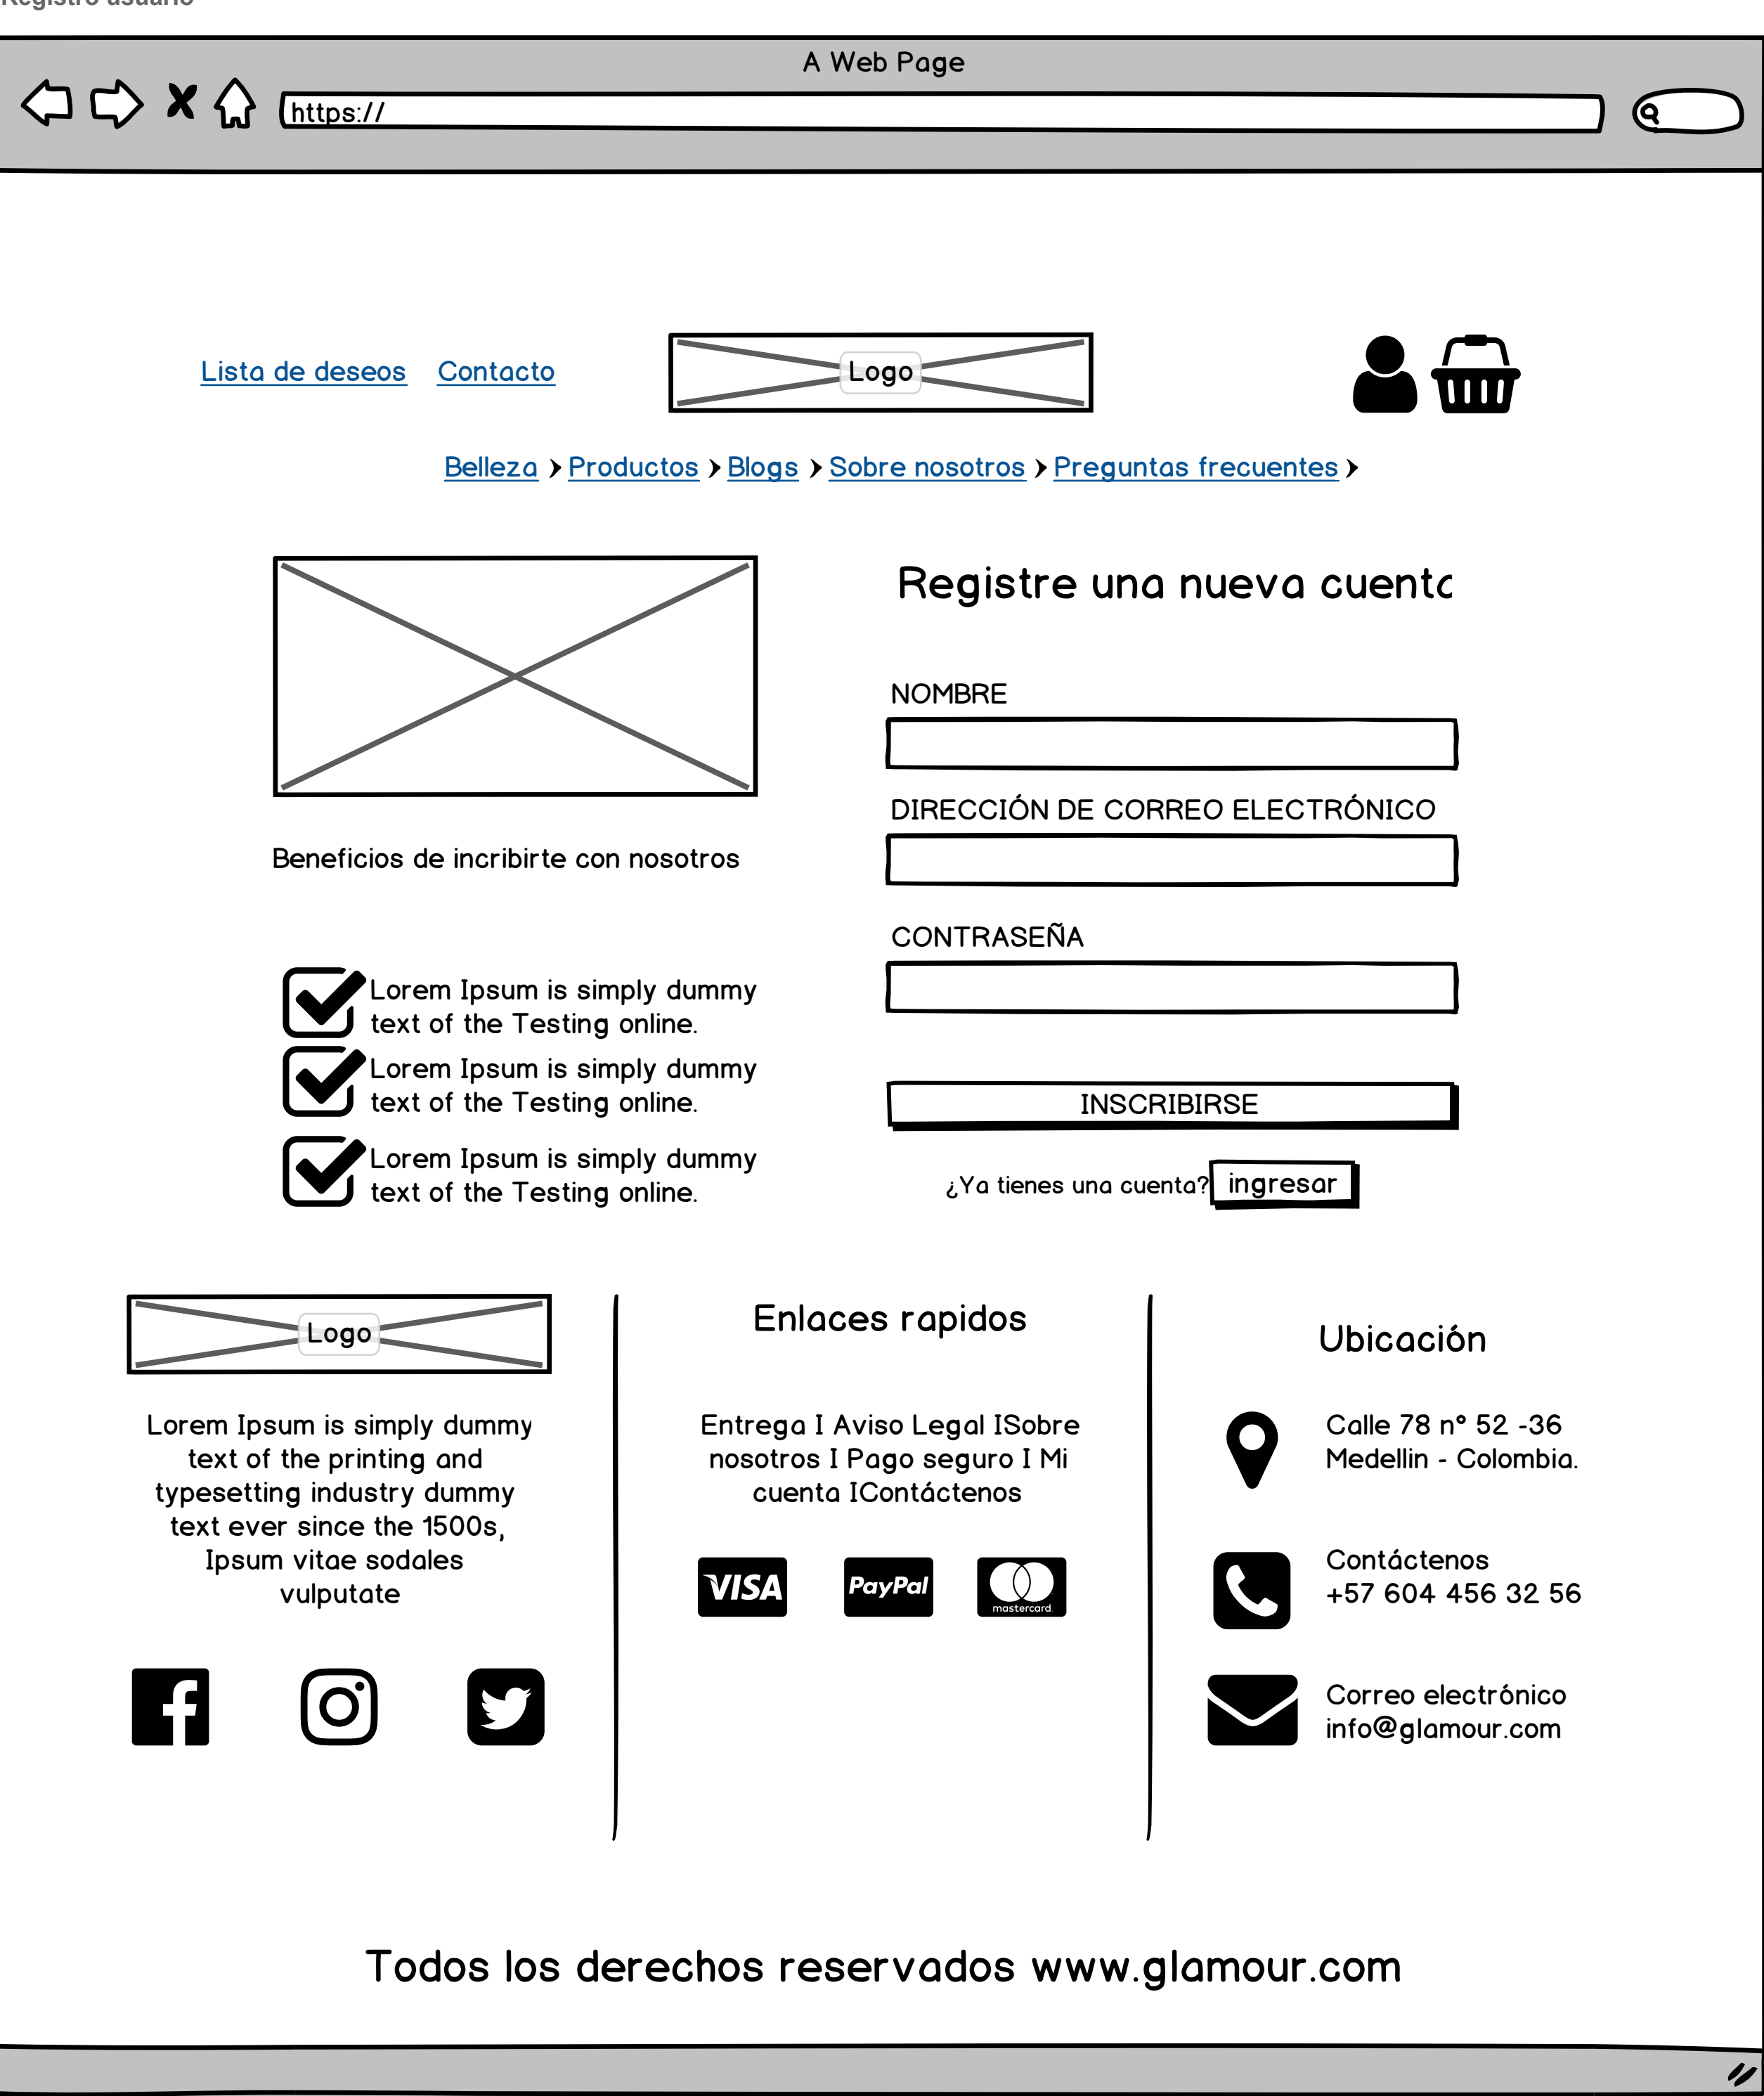 Registro usuario
A Web Page
https://
Lista de deseos Contacto
Logo
Belleza Productos Blogs Sobre nosotros Preguntas frecuentes
Registre una nueva cuenta
NOMBRE
DIRECCIÓN DE CORREO ELECTRÓNICO
CONTRASEÑA
INSCRIBIRSE
¿Ya tienes una cuenta? ingresar
Beneficios de incribirte con nosotros
Lorem Ipsum is simply dummy
text of the Testing online.
Lorem Ipsum is simply dummy
text of the Testing online.
Lorem Ipsum is simply dummy
text of the Testing online.
Logo
Lorem Ipsum is simply dummy
text of the printing and
typesetting industry dummy
text ever since the 1500s,
Ipsum vitae sodales
vulputate
Enlaces rapidos
Entrega I Aviso Legal ISobre
nosotros I Pago seguro I Mi
cuenta IContáctenos
VISA PayPal mastercard
Ubicación
Calle 78 n° 52 -36
Medellin - Colombia.
Contáctenos
+57 604 456 32 56
Correo electrónico
info@glamour.com
Todos los derechos reservados www.glamour.com